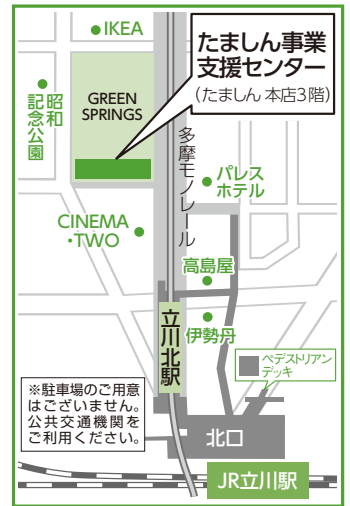 IKEA
たましん事業
支援センター
(たましん 本店3階)
昭和
記念公園
GREEN
SPRINGS
多摩モノレール
パレス
ホテル
CINEMA
・TWO
高島屋
立川北駅
伊勢丹
ペデストリアン
デッキ
※駐車場のご用意
はございません。
公共交通機関を
ご利用ください。
北口
JR立川駅